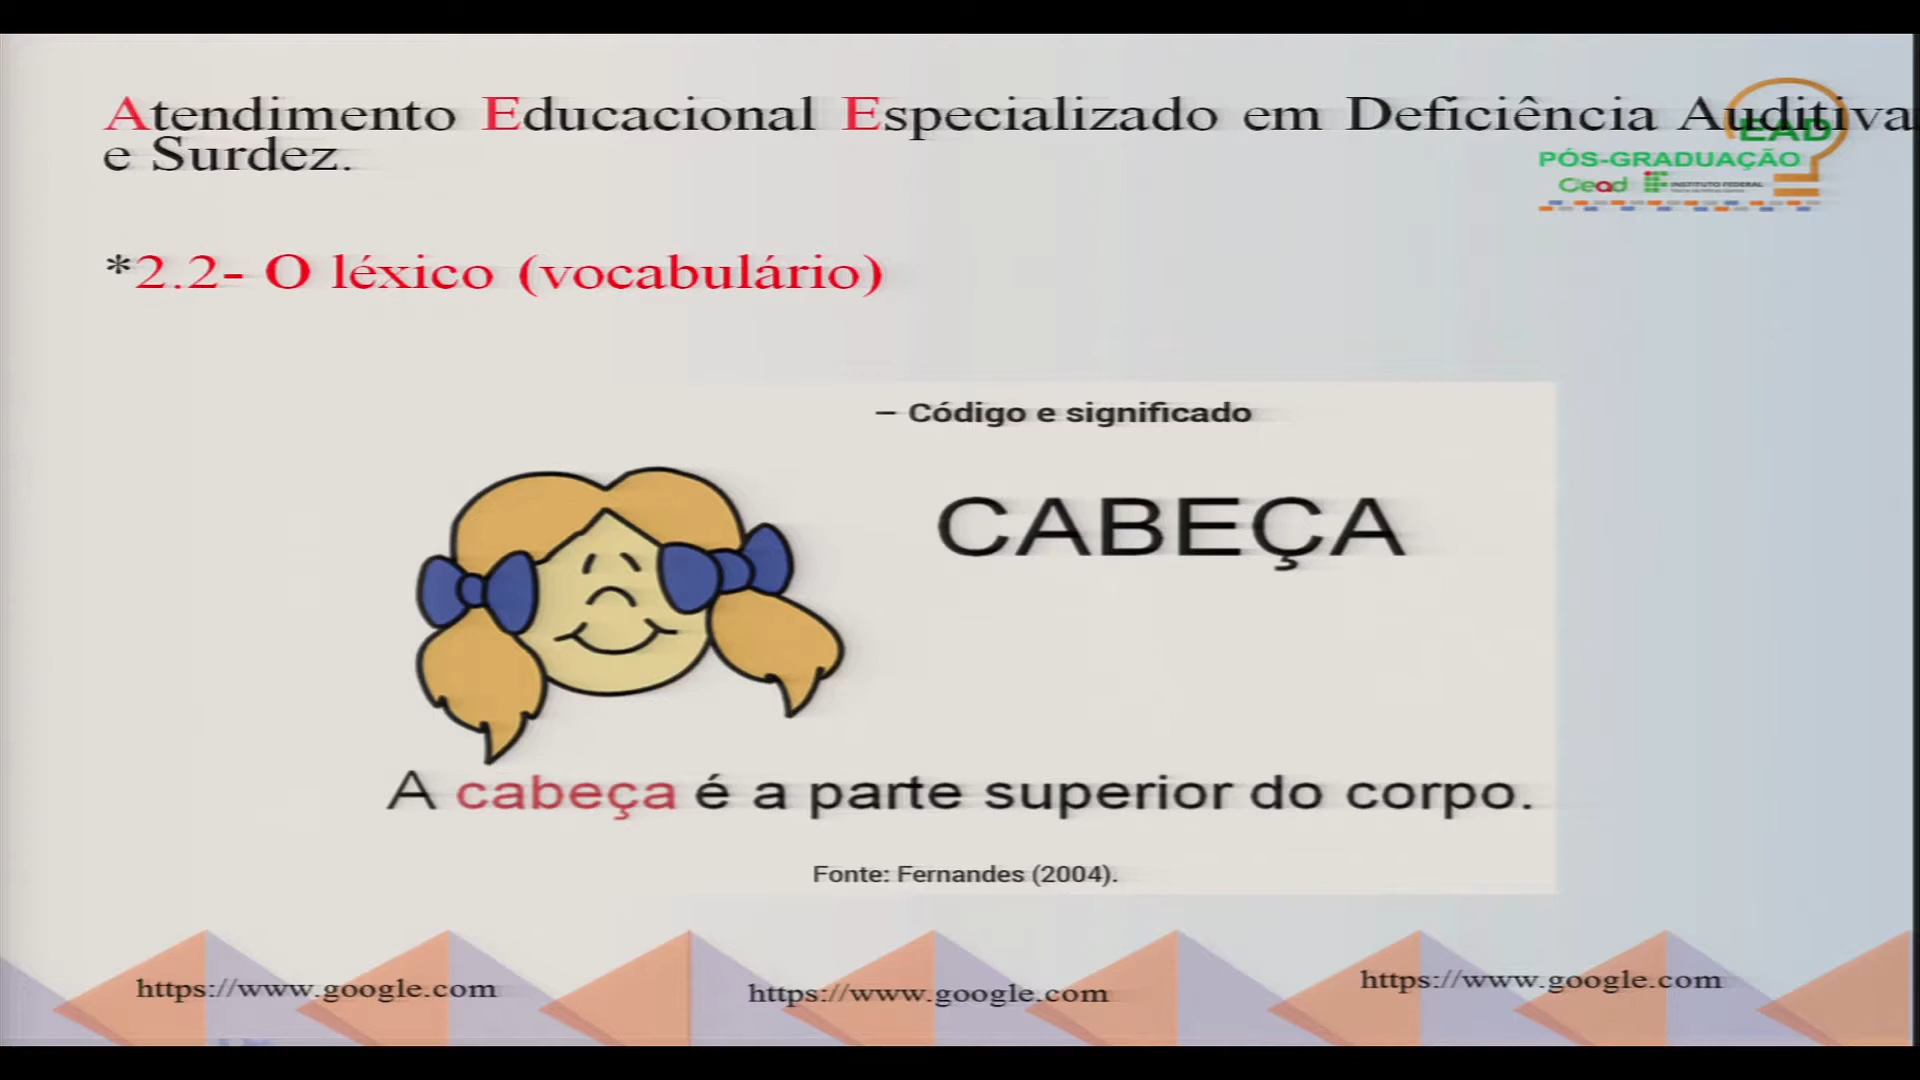 Atendimento Educacional Especializado em Deficiência Auditiva
e Surdez.
EAD
PÓS-GRADUAÇÃO
Cead INSTITUTO FEDERAL
*2.2- O léxico (vocabulário)
– Código e significado
CABEÇA
A cabeça é a parte superior do corpo.
Fonte: Fernandes (2004).
https://www.google.com
https://www.google.com
https://www.google.com